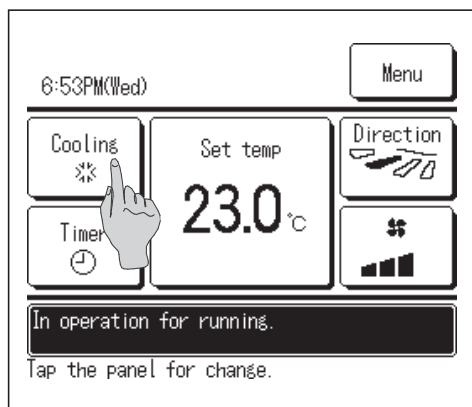 6:53PM(Wed)
Menu
Cooling
Set temp
Direction
23.0 °C
Timer
In operation for running.
Tap the panel for change.